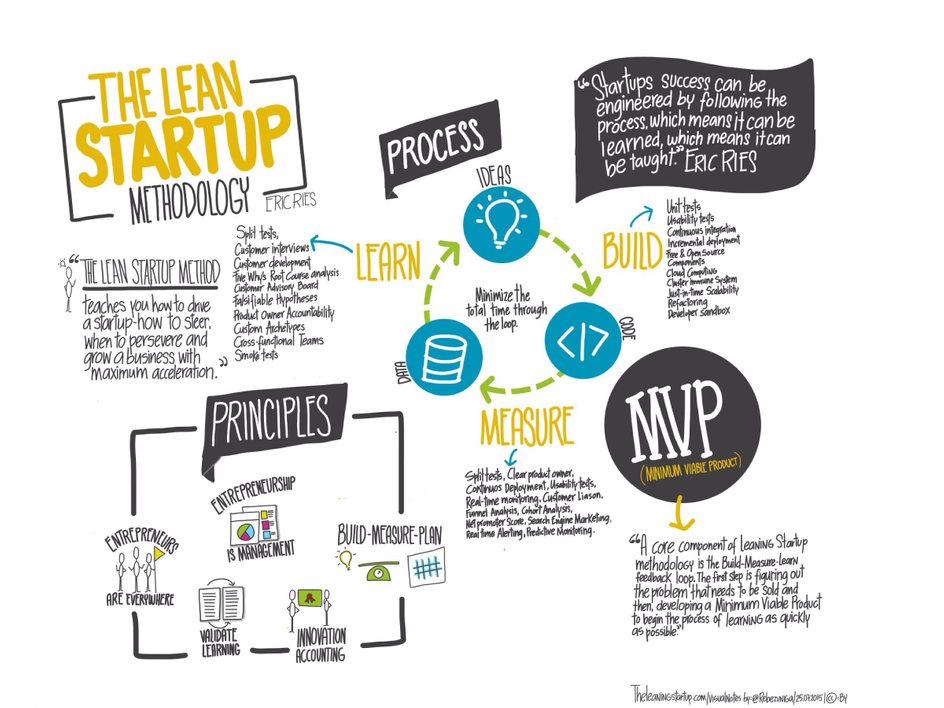 THE LEAN
STARTUP
METHODOLOGY
ERIC RIES
"THE LEAN STARTUP METHOD
teaches you how to drive
a startup-how to steer,
when to persevere and
grow a business with
maximum acceleration."
PROCESS
IDEAS
CODE
DATA
Minimize the
total time through
the loop.
LEARN
Split tests,
Customer interviews
Customer development
Five Why's Root Course analysis
Customer Advisory Board
Falsifiable Hypotheses
Product Owner Accountability
Custom Archetypes
Cross-functional Teams
Smoke tests
BUILD
Unit tests
Usability tests
Continuous integration
Incremental deployment
Free & Open Source
Components
Cloud Computing
Cluster immune System
Just-in-time Scalability
Refactoring
Developer sandbox
MEASURE
Split tests, Clear product owner,
Continuos Deployment, Usability tests,
Real-time monitoring, Customer Liason,
Funnel Analysis, Cohort Analysis,
Net promoter Score, Search Engine Marketing,
Real time Alerting, Predictive Monitoring.
"Startups success can be
engineered by following the
process, which means it can be
learned, which means it can
be taught." ERIC RIES
MVP
(MINIMUM VIABLE PRODUCT)
"A core component of Leaning Startup
methodology is the Build-Measure-learn
feedback loop. The first step is figuring out
the problem that needs to be sold and
then, developing a Minimum Viable Product
to begin the process of learning as quickly
as possible."
PRINCIPLES
ENTREPRENEURS
ARE EVERYWHERE
ENTREPRENEURSHIP
IS MANAGEMENT
BUILD-MEASURE-PLAN
VALIDATE
LEARNING
INNOVATION
ACCOUNTING
Theleaningstartup.com/visualNotes by:@Rebezuniga/25.07.2015/(cc)-BY